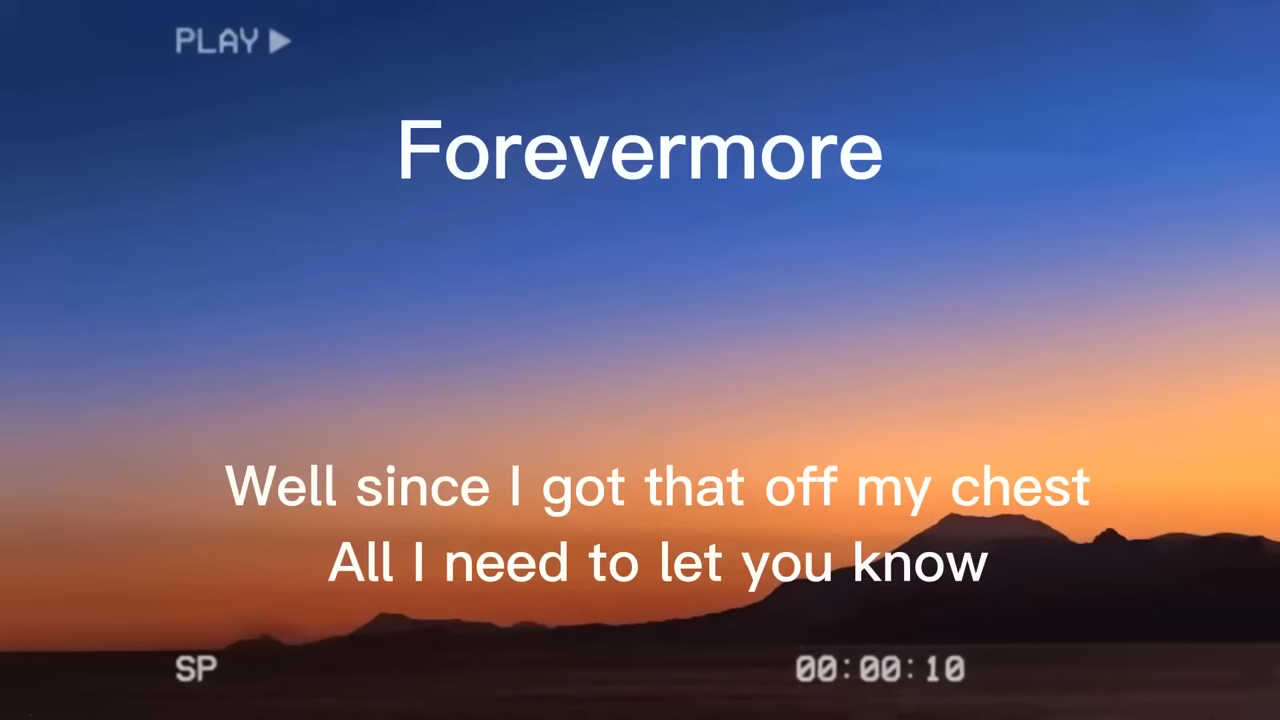 PLAY ▶
Forevermore
Well since I got that off my chest
All I need to let you know
SP
00:00:10